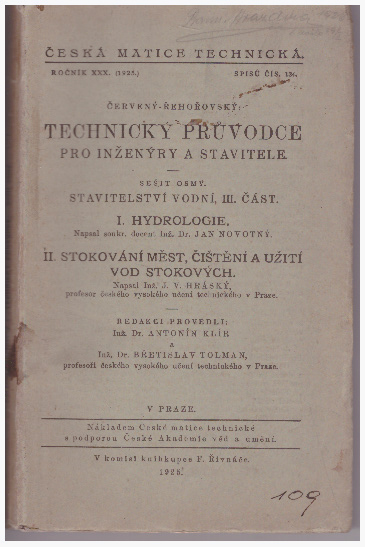 ČESKÁ MATICE TECHNICKÁ.
ROČNÍK XXX. (1925.) SPISŮ ČÍS.
ČERVENÝ-ŘEHOŘOVSKÝ:
TECHNICKÝ PRŮVODCE
PRO INŽENÝRY A STAVITELE.
SEŠIT OSMÝ.
STAVITELSTVÍ VODNÍ, III. ČÁST.
I. HYDROLOGIE.
Napsal soukr. docent Inž. Dr. JAN NOVOTNÝ.
II. STOKOVÁNÍ MĚST, ČIŠTĚNÍ A UŽITÍ
VOD STOKOVÝCH.
Napsal Inž. J. V. HRÁSKÝ,
profesor českého vysokého učení technického v Praze.
REDAKCI PROVEDLI:
Inž. Dr. ANTONÍN KLÍR
a
Inž. Dr. BŘETISLAV TOLMAN,
profesoři českého vysokého učení technického v Praze.
V PRAZE.
Nákladem České matice technické
s podporou České Akademie věd a umění.
V komisi knihkupce F. Řivnáče.
1925.
109